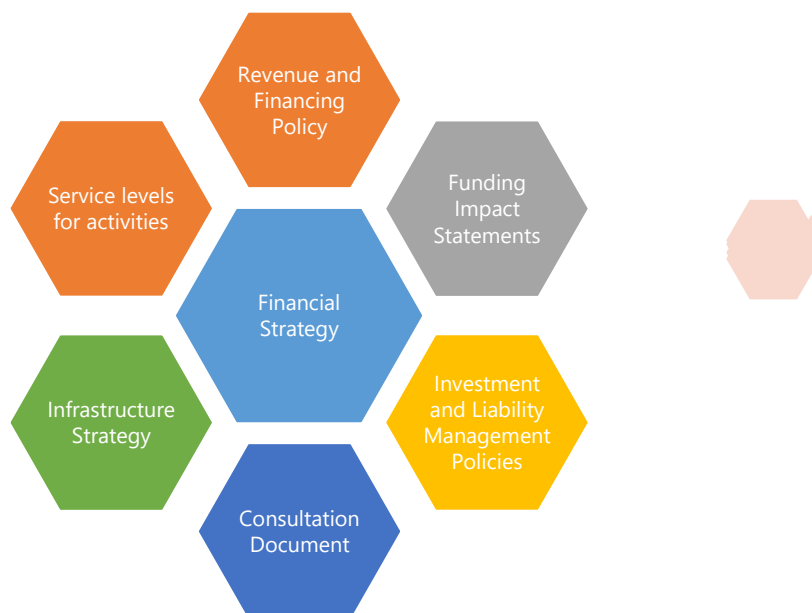 Revenue and
Financing
Policy
Service levels
for activities
Funding
Impact
Statements
Financial
Strategy
Infrastructure
Strategy
Investment
and Liability
Management
Policies
Consultation
Document